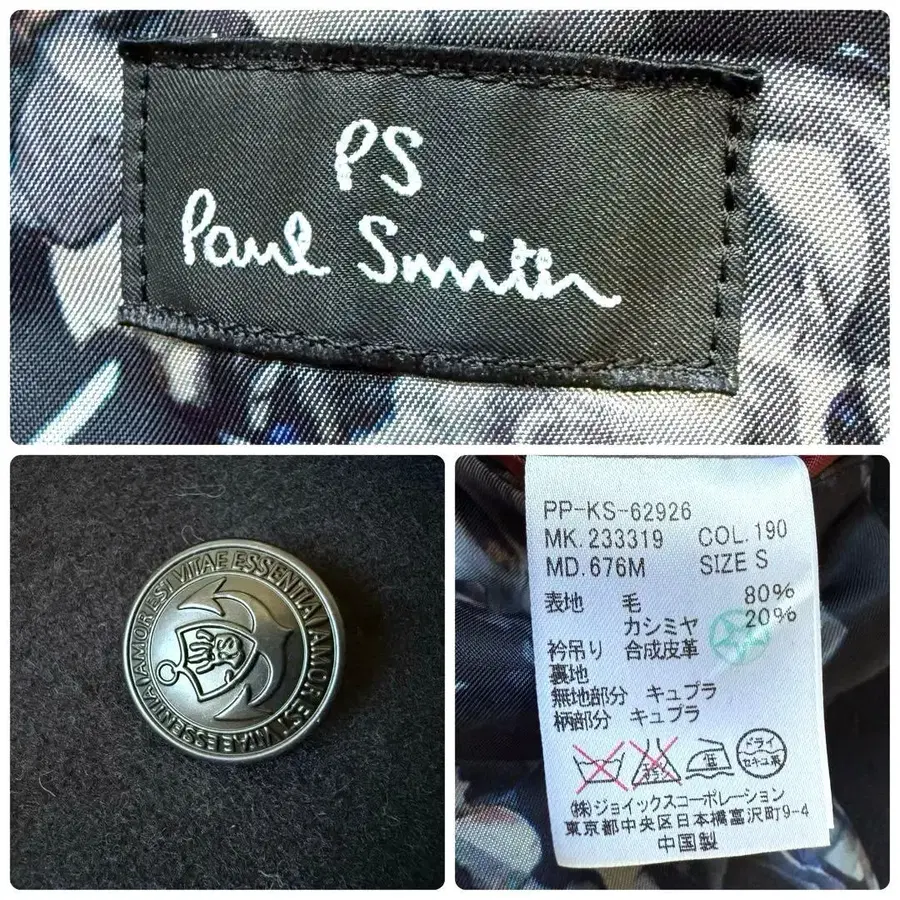 PS
Paul Smith
AMOR EST VITAE ESSENTIA AMOR EST VITAE ESSENTIA
PP-KS-62926
MK.233319 COL.190
MD.676M SIZE S
表地 毛 80%
カシミヤ 20%
衿吊り 合成皮革
裏地
無地部分 キュプラ
柄部分 キュプラ
低
ドライ
セキユ系
㈱ジョイックスコーポレーション
東京都中央区日本橋富沢町9-4
中国製